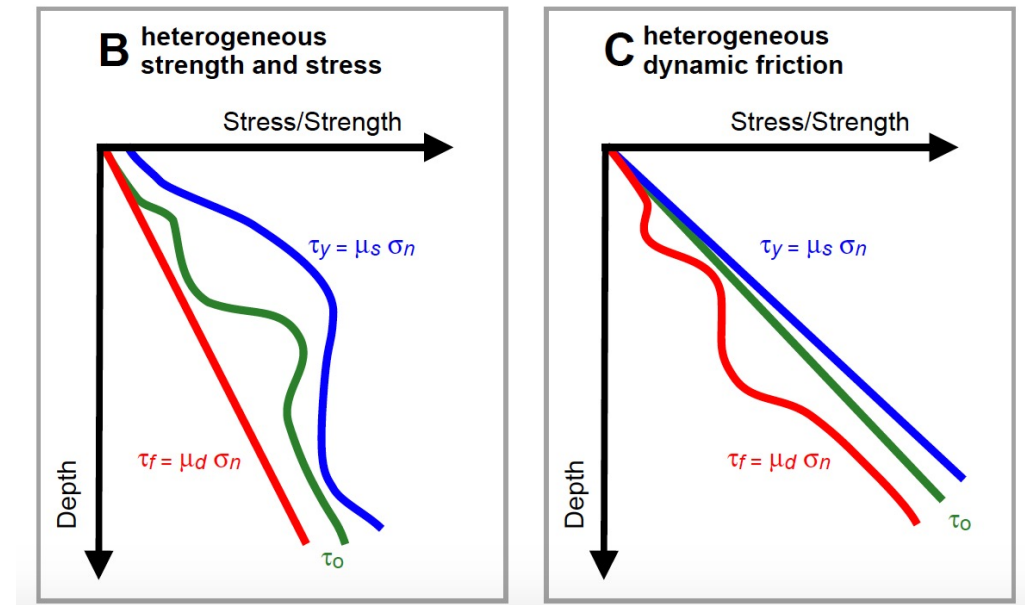 B heterogeneous
strength and stress
Stress/Strength
τy = μs σn
τf = μd σn
Depth
τo
C heterogeneous
dynamic friction
Stress/Strength
τy = μs σn
τf = μd σn
Depth
τo